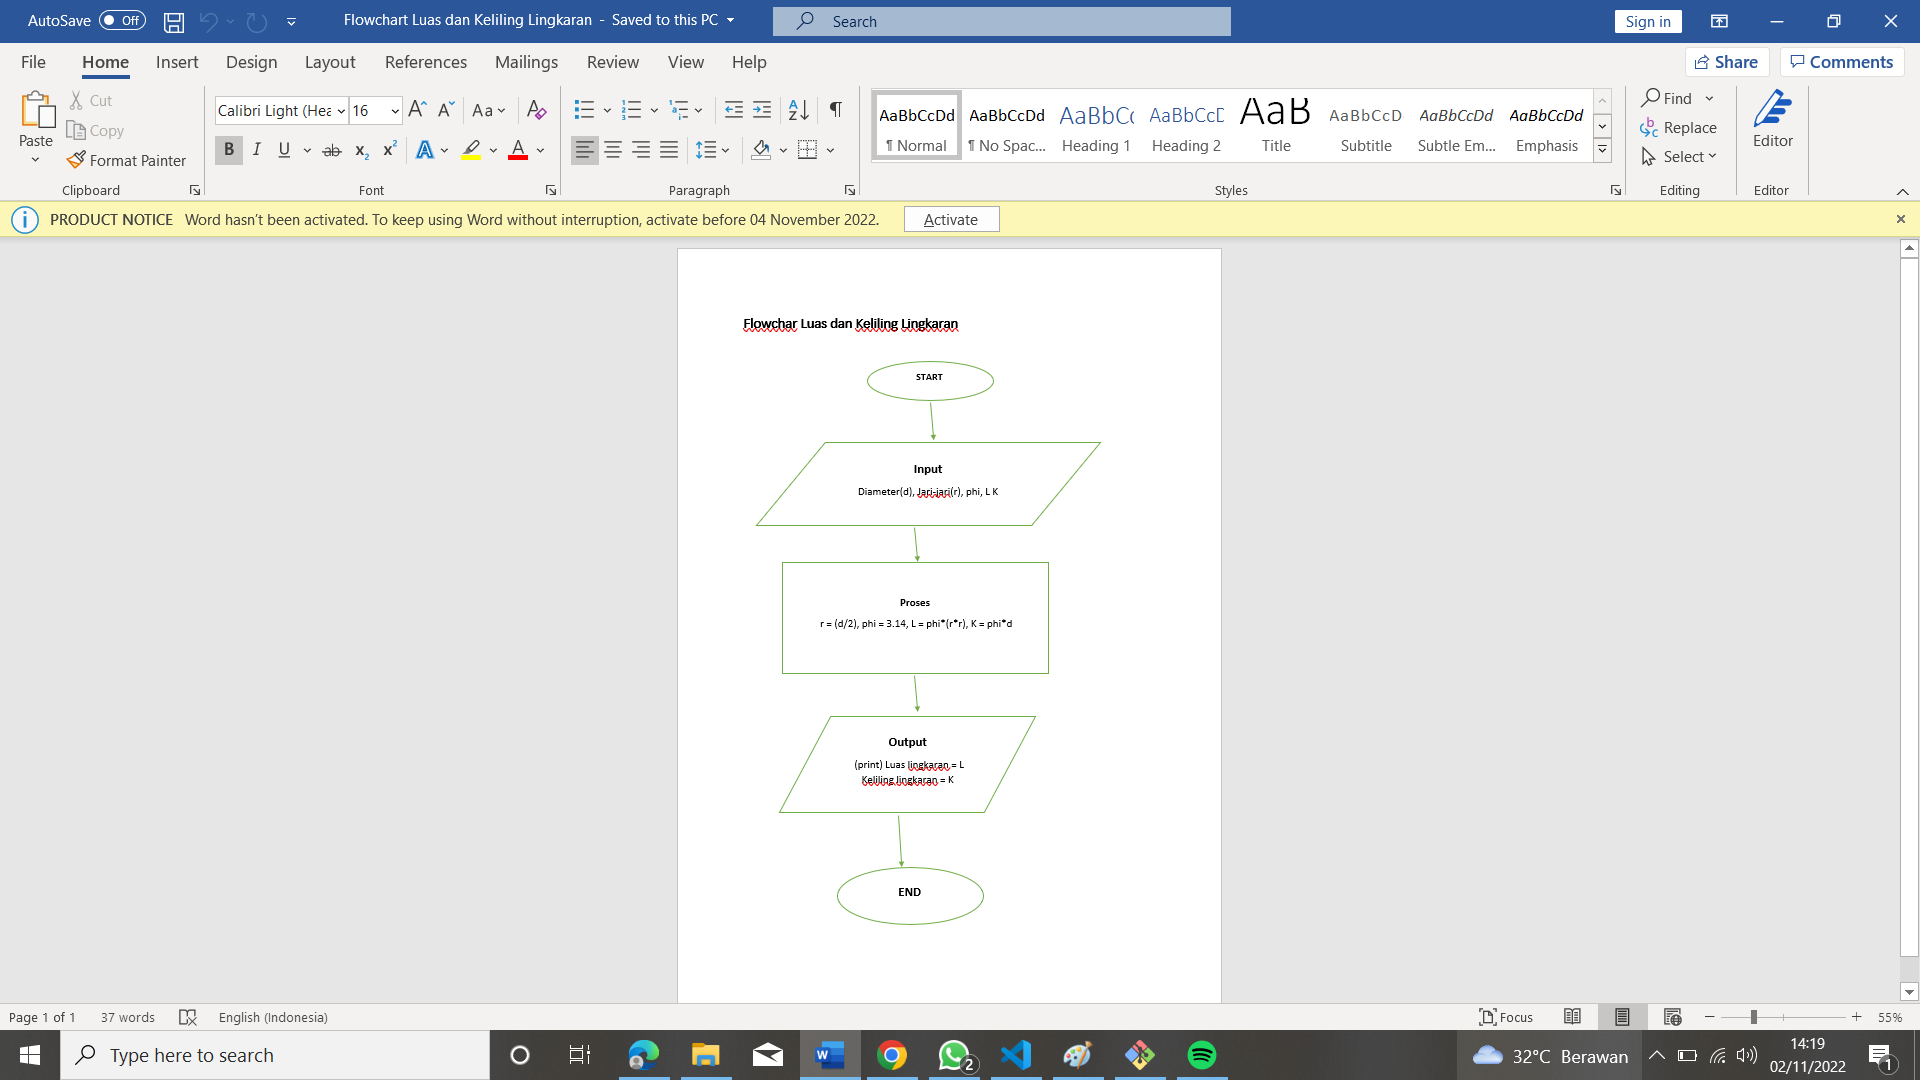 AutoSave Off
Flowchart Luas dan Keliling Lingkaran - Saved to this PC
Search
Sign in
File Home Insert Design Layout References Mailings Review View Help
Share Comments
Paste
Cut
Copy
Format Painter
Clipboard
Calibri Light (Hea 16
Font
Paragraph
AaBbCcDd AaBbCcDd AaBbCc AaBbCcD AaB AaBbCcD AaBbCcDd AaBbCcDd
¶ Normal ¶ No Spac... Heading 1 Heading 2 Title Subtitle Subtle Em... Emphasis
Styles
Find
Replace
Select
Editing
Editor
Editor
PRODUCT NOTICE Word hasn't been activated. To keep using Word without interruption, activate before 04 November 2022. Activate
Flowchar Luas dan Keliling Lingkaran
START
Input
Diameter(d), Jari-jari(r), phi, L K
Proses
r = (d/2), phi = 3.14, L = phi*(r*r), K = phi*d
Output
(print) Luas lingkaran = L
Keliling lingkaran = K
END
Page 1 of 1 37 words English (Indonesia)
Focus
55%
Type here to search
2
32°C Berawan
14:19
02/11/2022
1